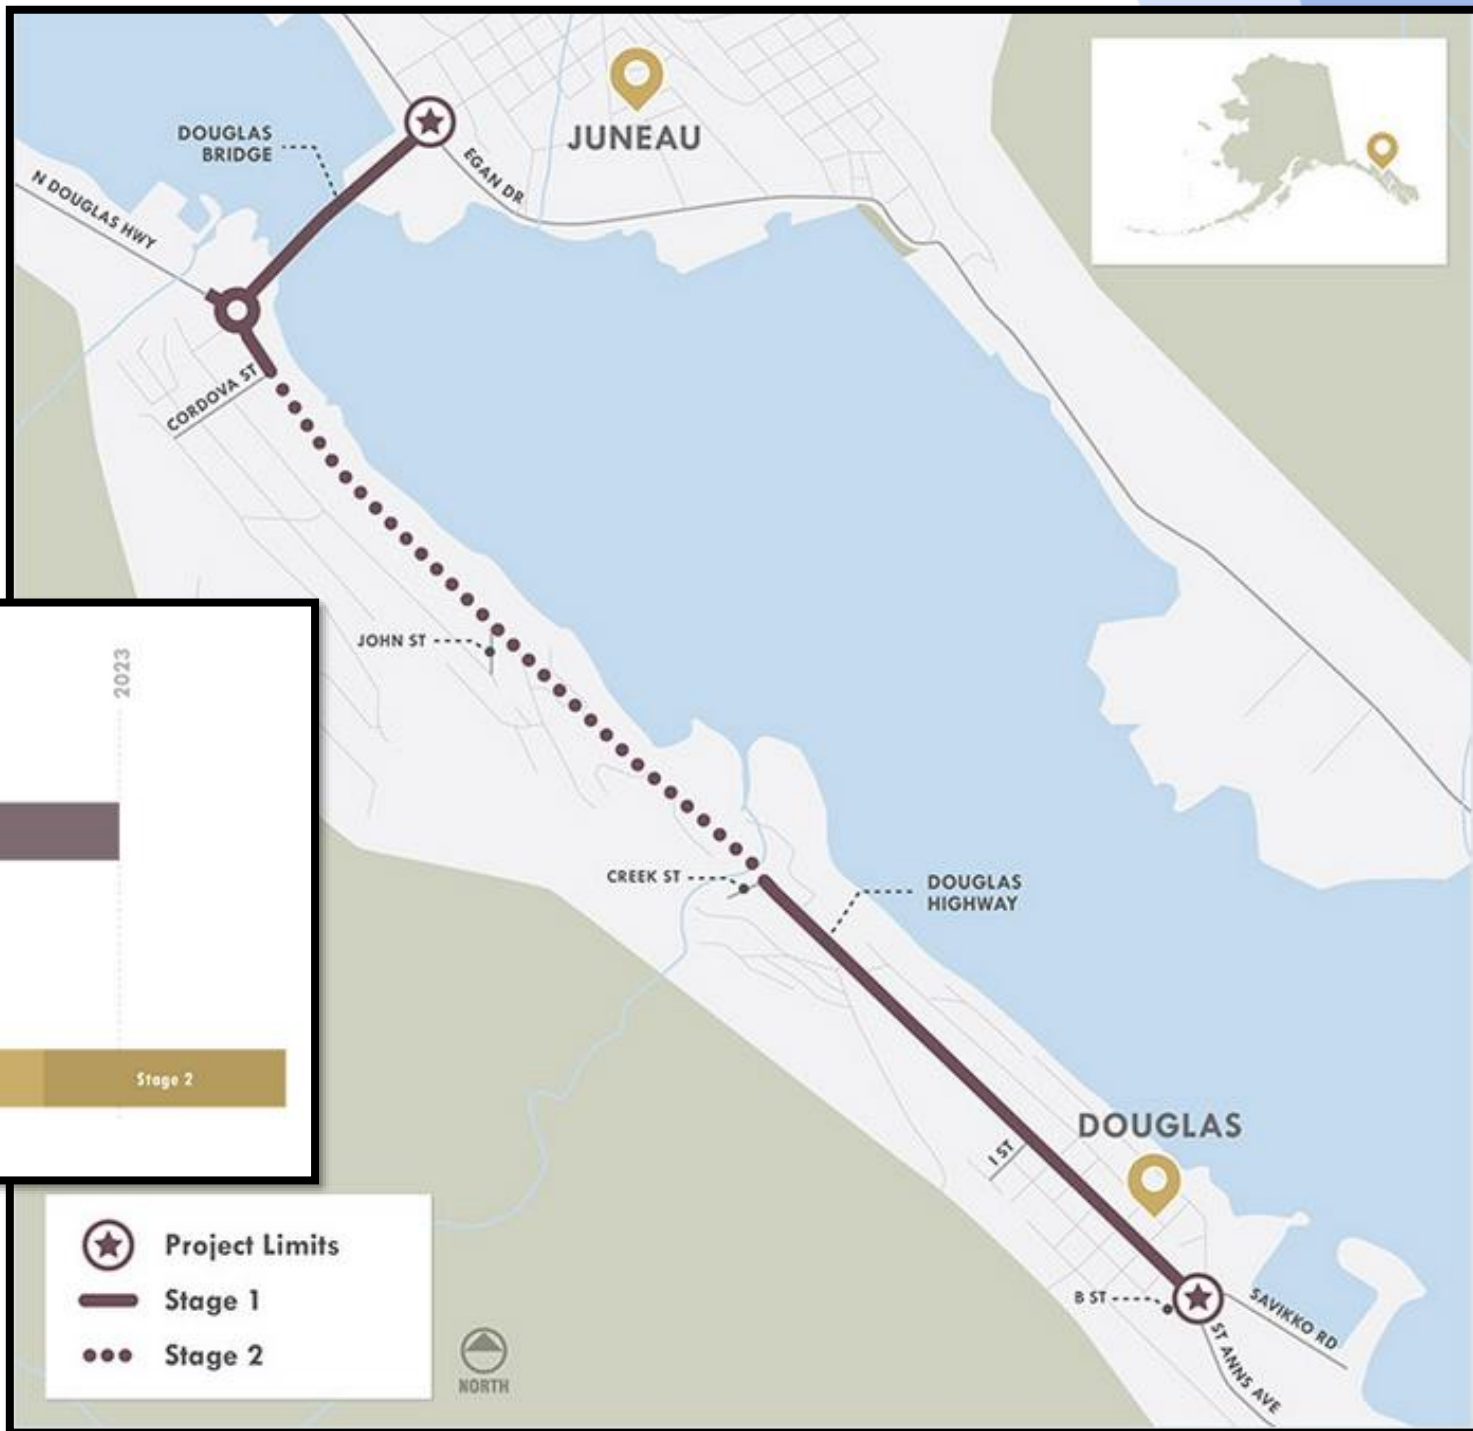 JUNEAU
DOUGLAS
BRIDGE
EGAN DR
N DOUGLAS HWY
CORDOVA ST
JOHN ST
2023
CREEK ST
DOUGLAS
HIGHWAY
Stage 2
DOUGLAS
I ST
B ST
SAVIKKO RD
ST ANNS AVE
Project Limits
Stage 1
Stage 2
NORTH